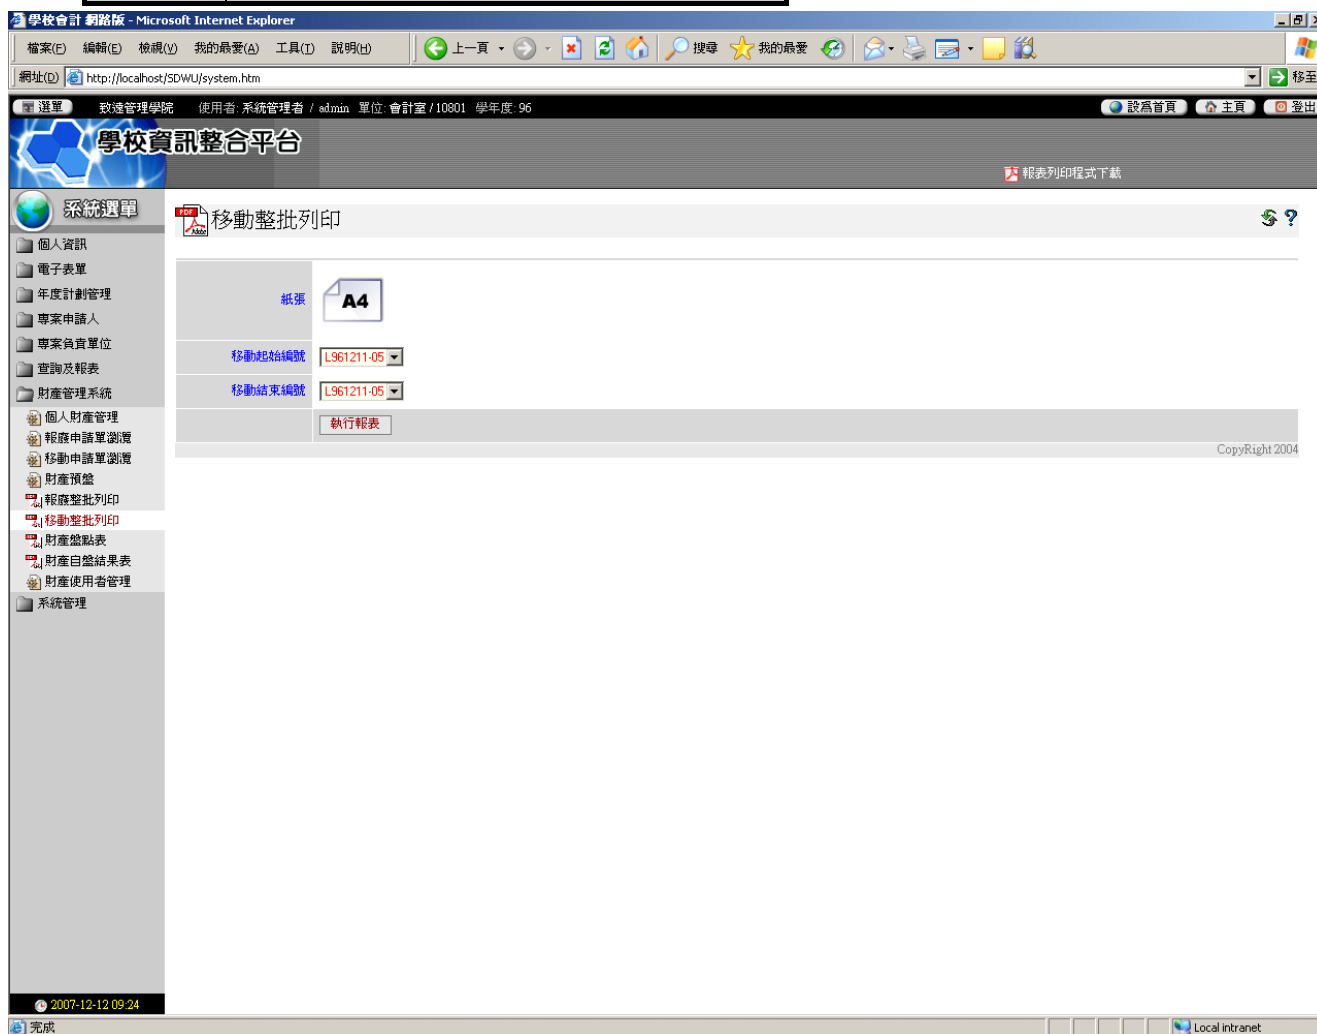 學校會計 網路版 - Microsoft Internet Explorer
檔案(F) 編輯(E) 檢視(V) 我的最愛(A) 工具(T) 說明(H) 上一頁 搜尋 我的最愛
網址(D) http://localhost/SDWU/system.htm 移至
選單 致遠管理學院 使用者: 系統管理者 / admin 單位: 會計室 / 10801 學年度: 96 設為首頁 主頁 登出
學校資訊整合平台
報表列印程式下載
系統選單
移動整批列印
個人資訊
電子表單
年度計劃管理
專案申請人
專案負責單位
查詢及報表
財產管理系統
個人財產管理
報廢申請單瀏覽
移動申請單瀏覽
財產預盤
報廢整批列印
移動整批列印
財產盤點表
財產自盤結果表
財產使用者管理
系統管理
紙張 A4
移動起始編號 L961211-05
移動結束編號 L961211-05
執行報表
CopyRight 2004
2007-12-12 09:24
完成 Local intranet